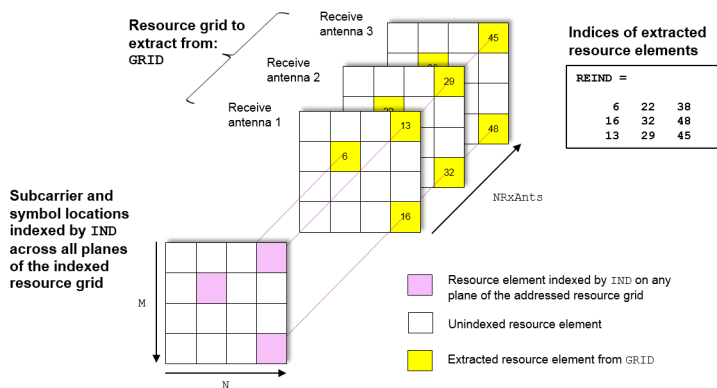 Resource grid to
extract from:
GRID
Receive
antenna 3
Receive
antenna 2
Receive
antenna 1
45
29
13
6
22
48
32
16
NRxAnts
Indices of extracted
resource elements
REIND =
6 22 38
16 32 48
13 29 45
Subcarrier and
symbol locations
indexed by IND
across all planes
of the indexed
resource grid
M
N
Resource element indexed by IND on any
plane of the addressed resource grid
Unindexed resource element
Extracted resource element from GRID